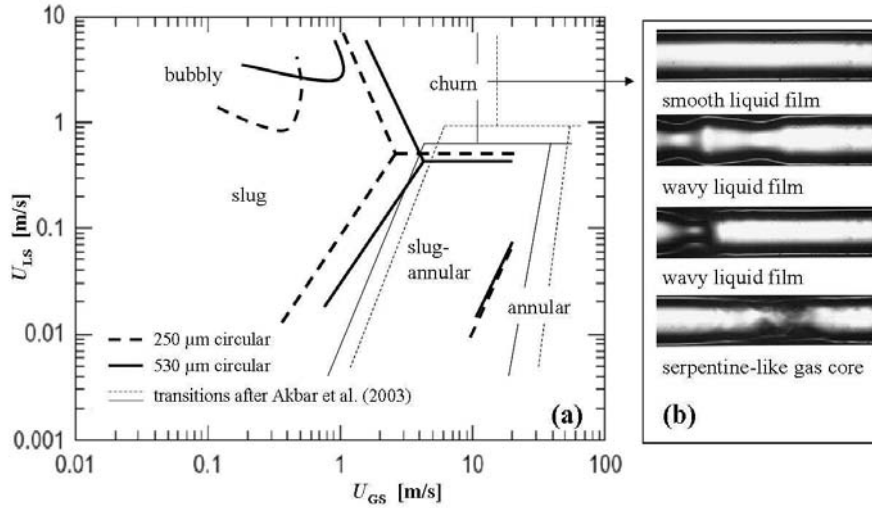 10
1
0.1
0.01
0.001
U_LS [m/s]
bubbly
churn
slug
slug-
annular
annular
250 µm circular
530 µm circular
transitions after Akbar et al. (2003)
(a)
0.01 0.1 1 10 100
U_GS [m/s]
smooth liquid film
wavy liquid film
wavy liquid film
serpentine-like gas core
(b)